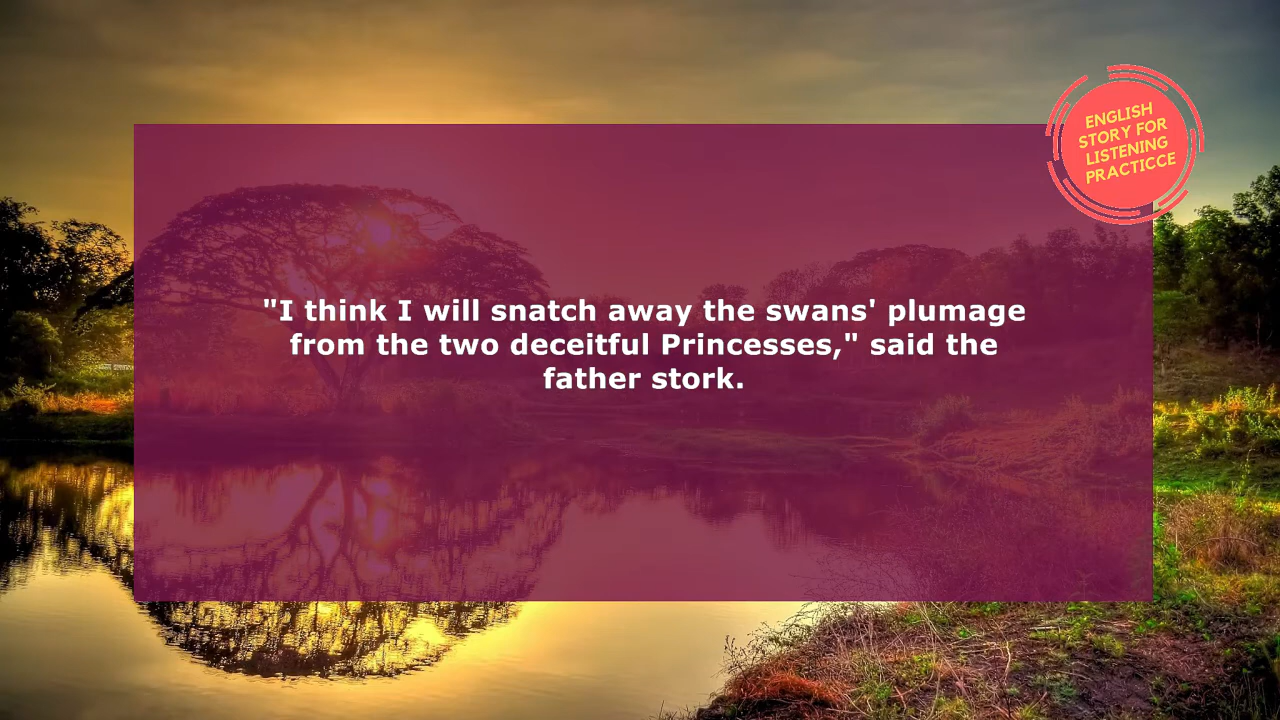 ENGLISH
STORY FOR
LISTENING
PRACTICCE
"I think I will snatch away the swans' plumage
from the two deceitful Princesses," said the
father stork.